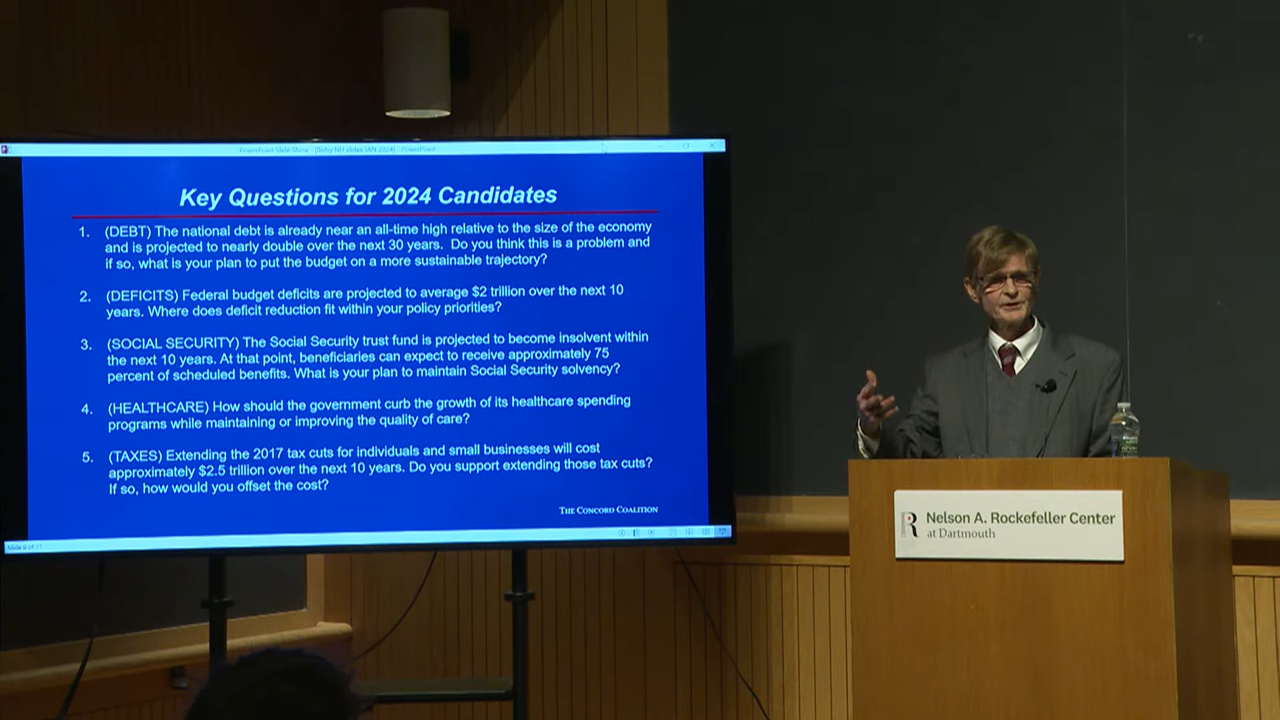 PowerPoint Slide Show - [Bixby NH slides JAN 2024] - PowerPoint
Key Questions for 2024 Candidates
1. (DEBT) The national debt is already near an all-time high relative to the size of the economy
and is projected to nearly double over the next 30 years. Do you think this is a problem and
if so, what is your plan to put the budget on a more sustainable trajectory?
2. (DEFICITS) Federal budget deficits are projected to average $2 trillion over the next 10
years. Where does deficit reduction fit within your policy priorities?
3. (SOCIAL SECURITY) The Social Security trust fund is projected to become insolvent within
the next 10 years. At that point, beneficiaries can expect to receive approximately 75
percent of scheduled benefits. What is your plan to maintain Social Security solvency?
4. (HEALTHCARE) How should the government curb the growth of its healthcare spending
programs while maintaining or improving the quality of care?
5. (TAXES) Extending the 2017 tax cuts for individuals and small businesses will cost
approximately $2.5 trillion over the next 10 years. Do you support extending those tax cuts?
If so, how would you offset the cost?
THE CONCORD COALITION
R Nelson A. Rockefeller Center
at Dartmouth